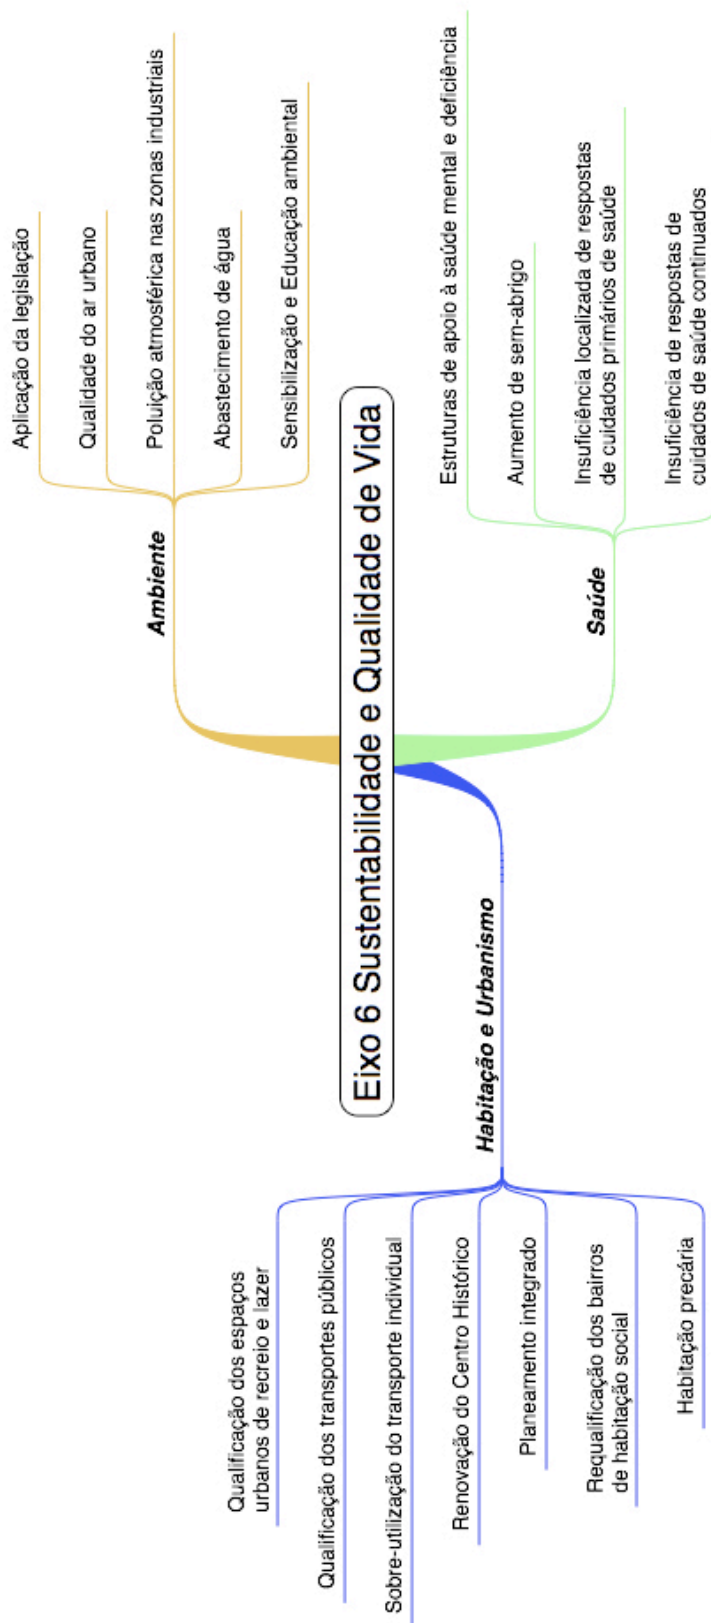 Eixo 6 Sustentabilidade e Qualidade de Vida
Ambiente
Aplicação da legislação
Qualidade do ar urbano
Poluição atmosférica nas zonas industriais
Abastecimento de água
Sensibilização e Educação ambiental
Saúde
Estruturas de apoio à saúde mental e deficiência
Aumento de sem-abrigo
Insuficiência localizada de respostas
de cuidados primários de saúde
Insuficiência de respostas de
cuidados de saúde continuados
Habitação e Urbanismo
Qualificação dos espaços
urbanos de recreio e lazer
Qualificação dos transportes públicos
Sobre-utilização do transporte individual
Renovação do Centro Histórico
Planeamento integrado
Requalificação dos bairros
de habitação social
Habitação precária